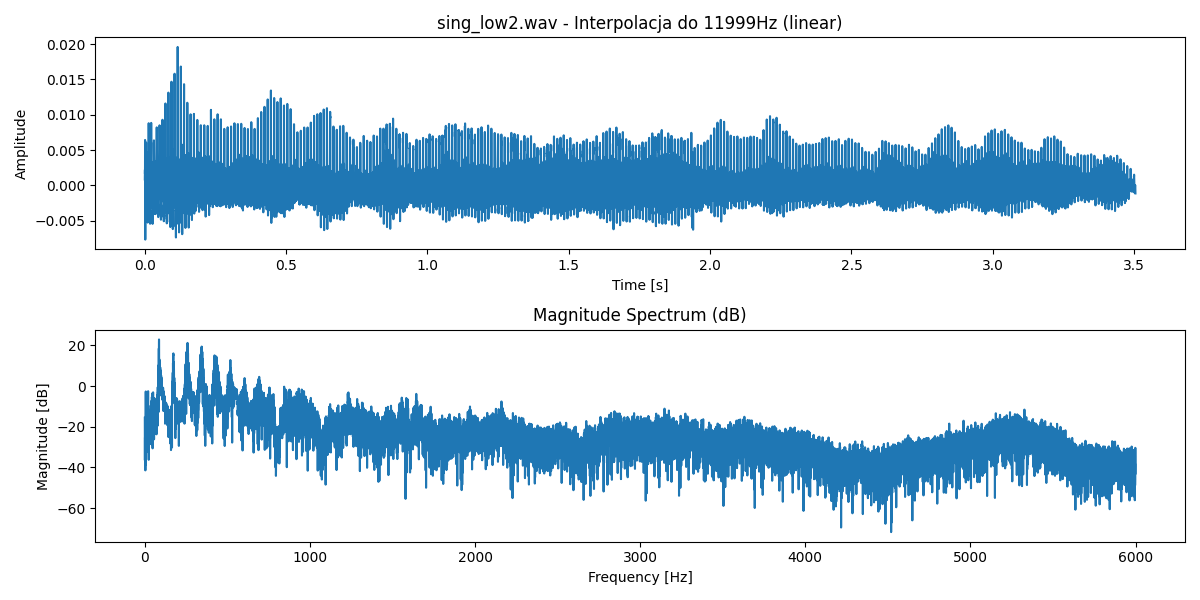 sing_low2.wav - Interpolacja do 11999Hz (linear)
0.020
0.015
0.010
0.005
0.000
−0.005
Amplitude
0.0 0.5 1.0 1.5 2.0 2.5 3.0 3.5
Time [s]
Magnitude Spectrum (dB)
20
0
−20
−40
−60
Magnitude [dB]
0 1000 2000 3000 4000 5000 6000
Frequency [Hz]